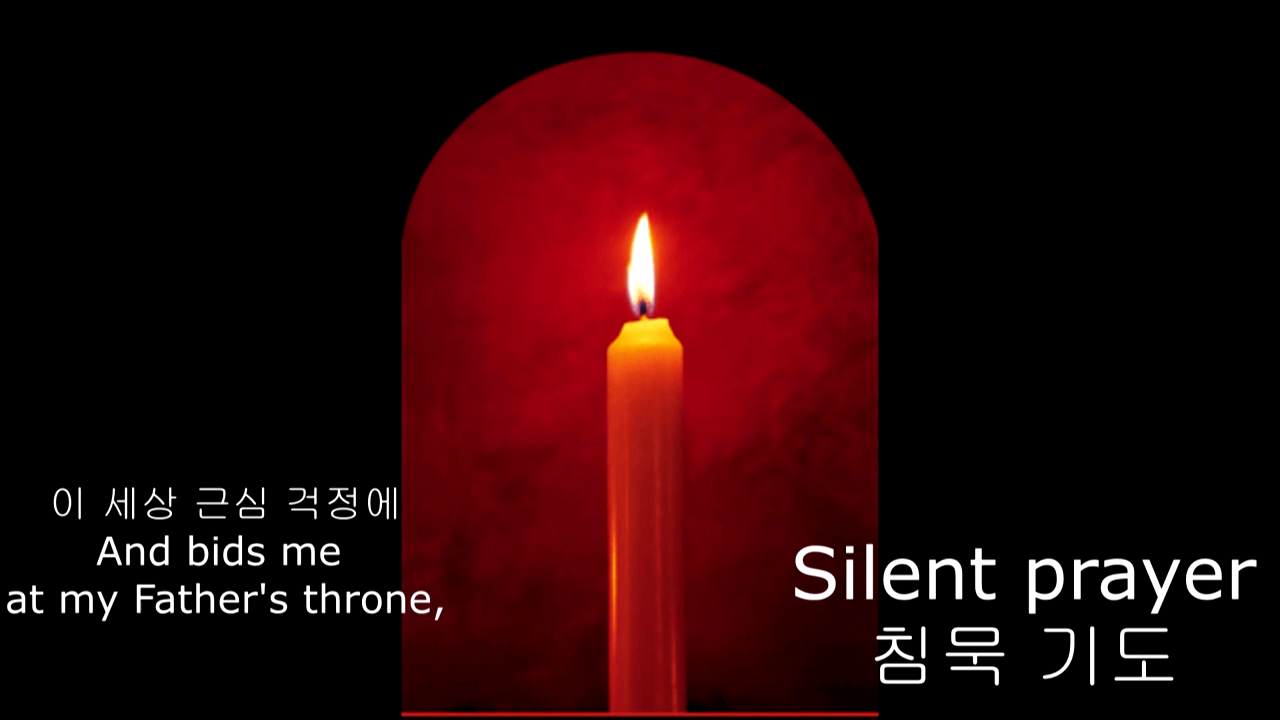 이 세상 근심 걱정에
And bids me
at my Father's throne,
Silent prayer
침묵 기도